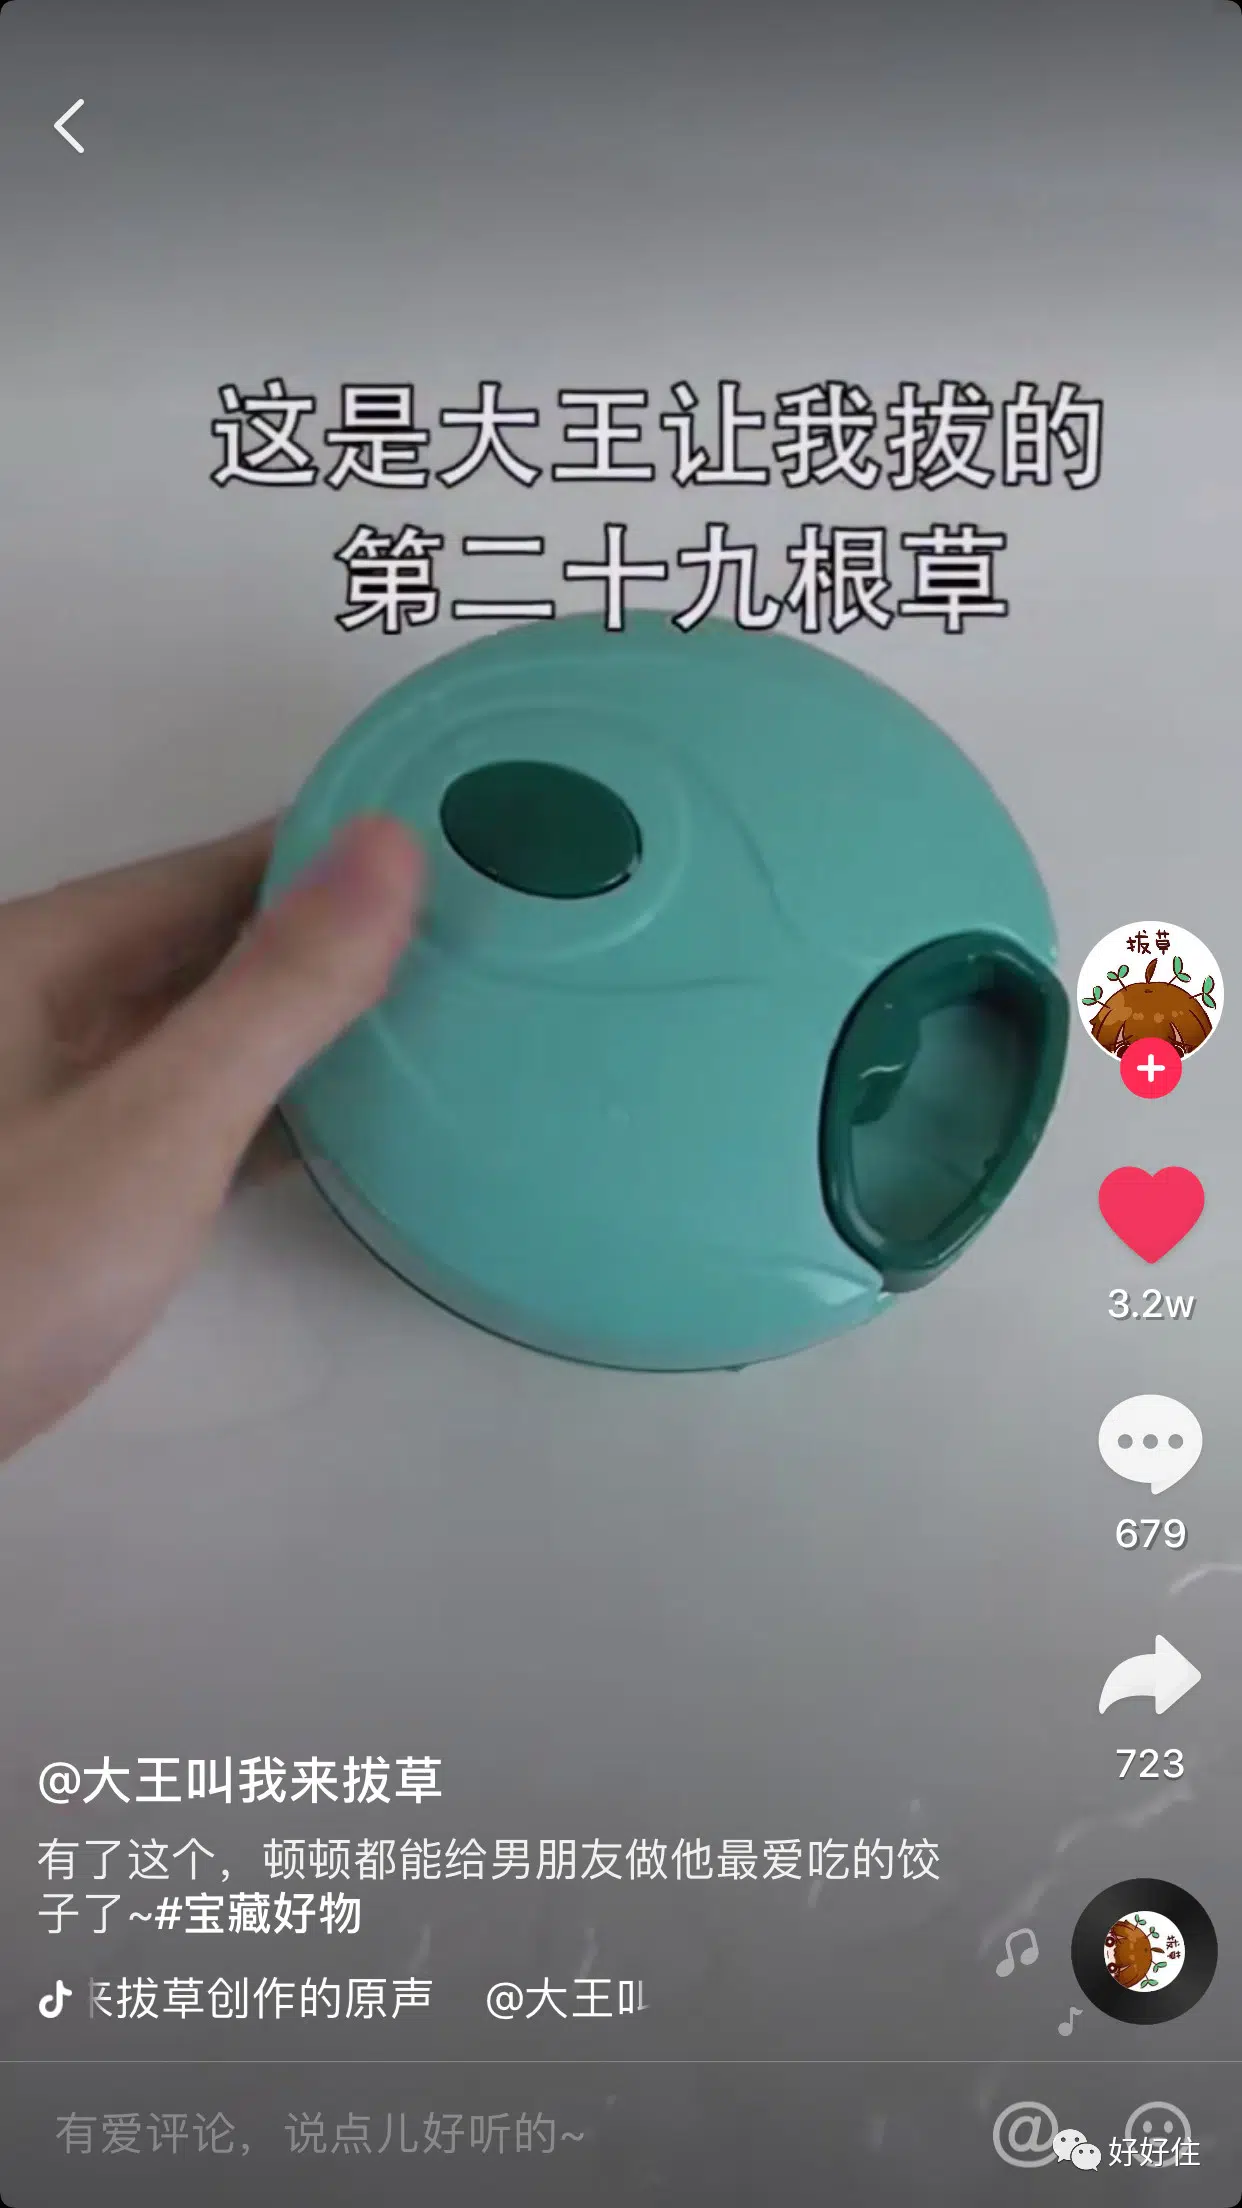 这是大王让我拔的
第二十九根草
拔草
3.2w
679
723
@大王叫我来拔草
有了这个，顿顿都能给男朋友做他最爱吃的饺
子了~#宝藏好物
来拔草创作的原声 @大王叫
拔草
有爱评论，说点儿好听的~
@
好好住